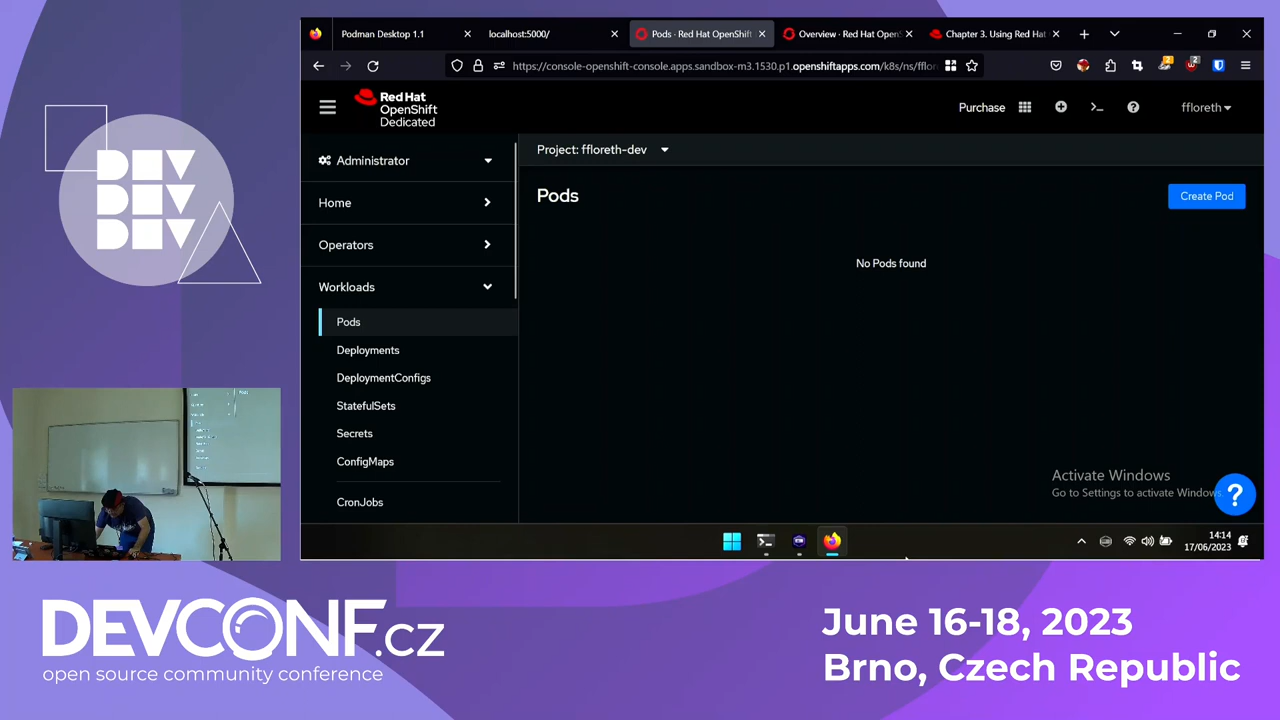 Podman Desktop 1.1
localhost:5000/
Pods · Red Hat OpenShift
Overview · Red Hat OpenS
Chapter 3. Using Red Hat
https://console-openshift-console.apps.sandbox-m3.1530.p1.openshiftapps.com/k8s/ns/fflor
Red Hat
OpenShift
Dedicated
Purchase
ffloreth
Administrator
Project: ffloreth-dev
Home
Pods
Create Pod
Operators
No Pods found
Workloads
Pods
Deployments
DeploymentConfigs
StatefulSets
Secrets
ConfigMaps
CronJobs
Activate Windows
Go to Settings to activate Windows.
14:14
17/06/2023
DEV
DEV
DEV
DEVCONF.cz
open source community conference
June 16-18, 2023
Brno, Czech Republic